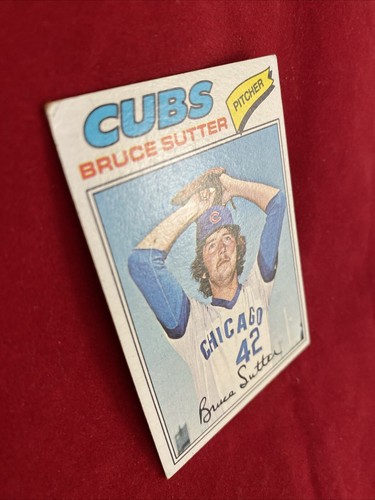 CUBS
PITCHER
BRUCE SUTTER
CHICAGO
42
Bruce Sutter